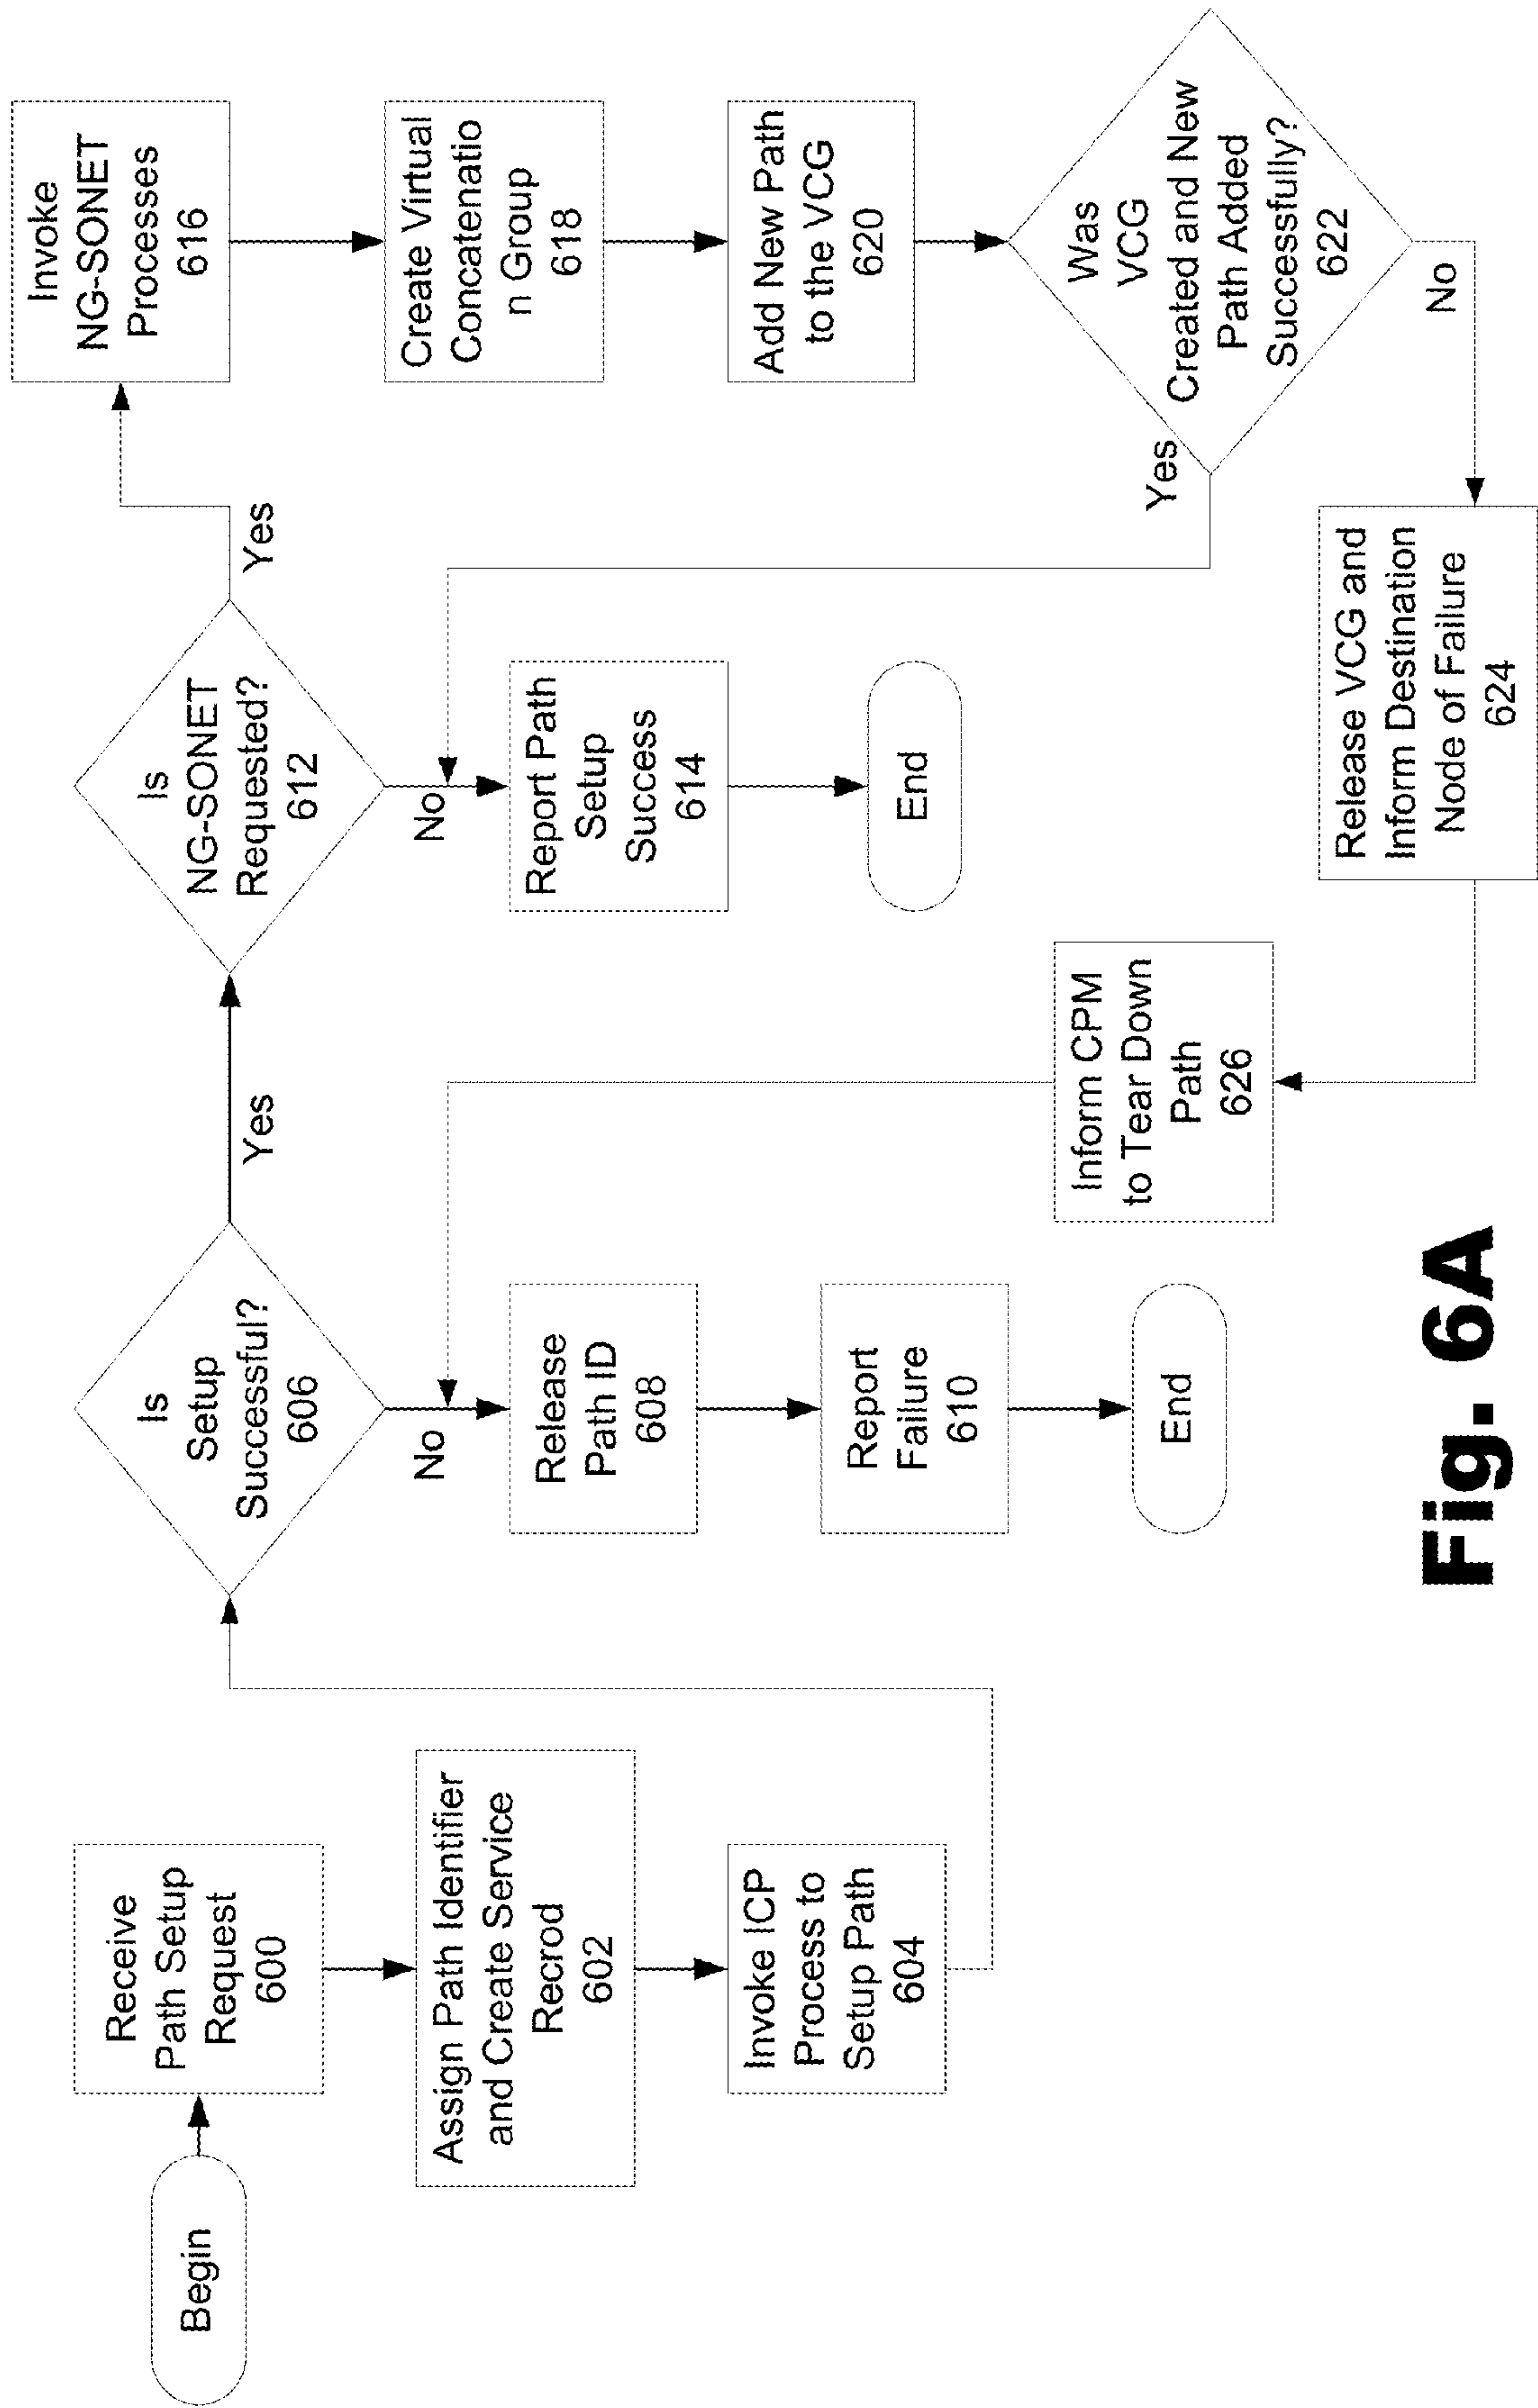 Begin
Receive
Path Setup
Request
600
Assign Path Identifier
and Create Service
Recrod
602
Invoke ICP
Process to
Setup Path
604
Is
Setup
Successful?
606
Yes
No
Release
Path ID
608
Report
Failure
610
End
Is
NG-SONET
Requested?
612
Yes
No
Report Path
Setup
Success
614
End
Invoke
NG-SONET
Processes
616
Create Virtual
Concatenatio
n Group
618
Add New Path
to the VCG
620
Was
VCG
Created and New
Path Added
Successfully?
622
Yes
No
Release VCG and
Inform Destination
Node of Failure
624
Inform CPM
to Tear Down
Path
626
Fig. 6A